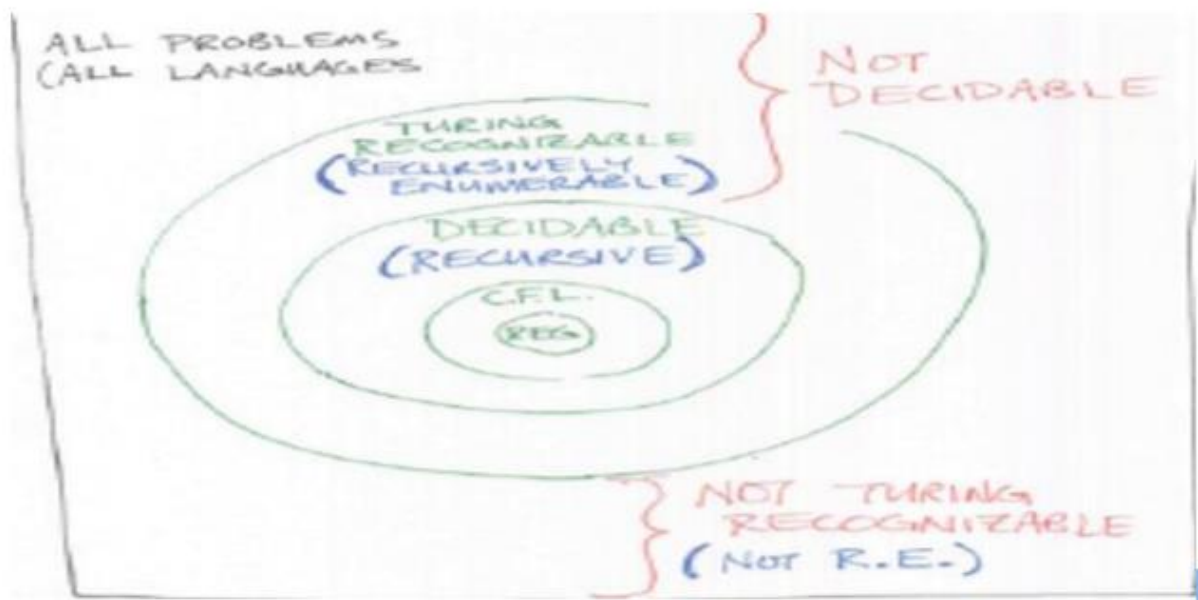 ALL PROBLEMS
(ALL LANGUAGES
NOT
DECIDABLE
TURING
RECOGNIZABLE
(RECURSIVELY
ENUMERABLE)
DECIDABLE
(RECURSIVE)
C.F.L.
REG
NOT TURING
RECOGNIZABLE
(NOT R.E.)